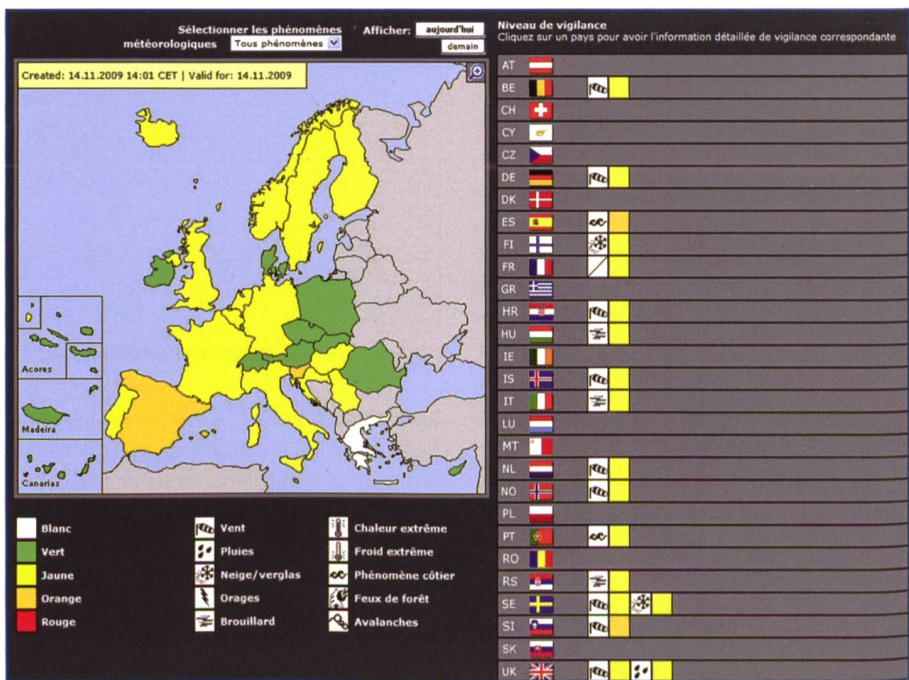 Sélectionner les phénomènes
météorologiques Tous phénomènes
Afficher: aujourd'hui
demain
Created: 14.11.2009 14:01 CET | Valid for: 14.11.2009
Acores
Madeira
Canarias
Blanc
Vert
Jaune
Orange
Rouge
Vent
Pluies
Neige/verglas
Orages
Brouillard
Chaleur extrême
Froid extrême
Phénomène côtier
Feux de forêt
Avalanches
Niveau de vigilance
Cliquez sur un pays pour avoir l'information détaillée de vigilance correspondante
AT
BE
CH
CY
CZ
DE
DK
ES
FI
FR
GR
HR
HU
IE
IS
IT
LU
MT
NL
NO
PL
PT
RO
RS
SE
SI
SK
UK